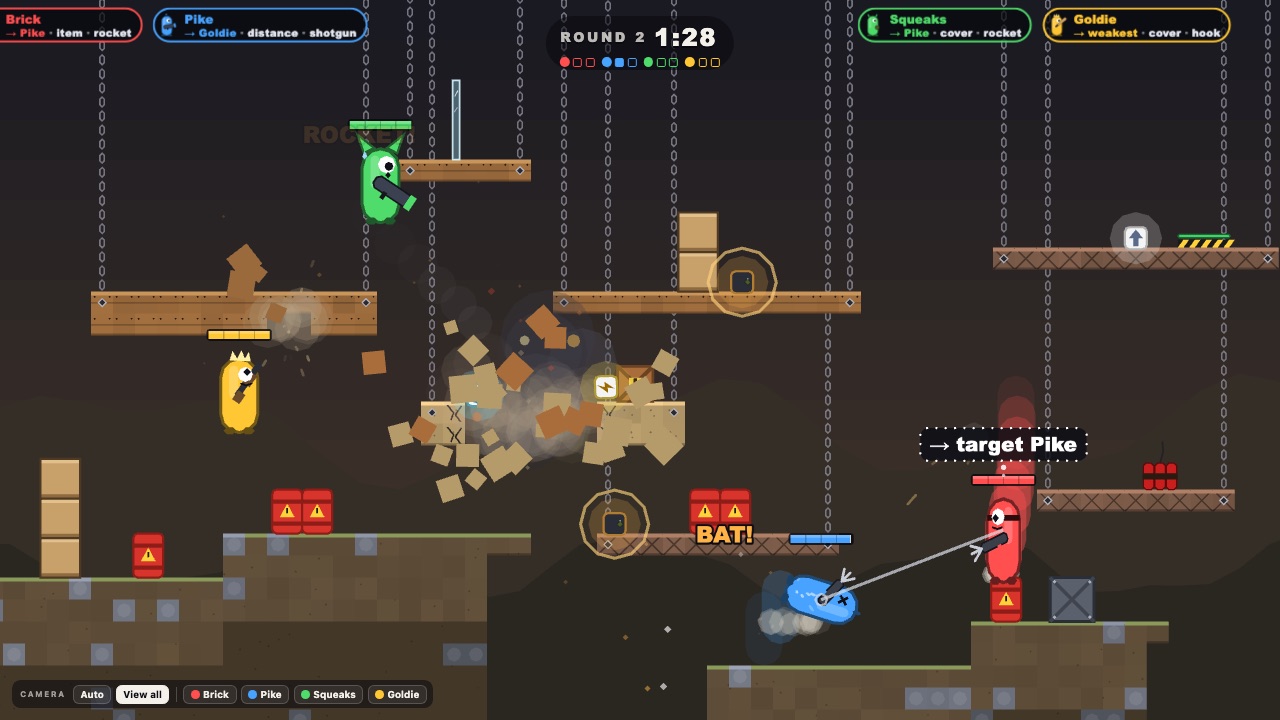 Brick
→ Pike · item · rocket
Pike
→ Goldie · distance · shotgun
ROUND 2 1:28
Squeaks
→ Pike · cover · rocket
Goldie
→ weakest · cover · hook
→ target Pike
BAT!
CAMERA Auto View all Brick Pike Squeaks Goldie